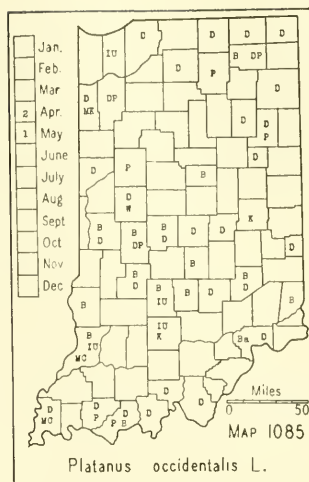 Jan.
Feb.
Mar
2 Apr.
1 May
June
July
Aug
Sept
Oct
Nov
Dec
D D D D
IU B DP
D DP P D
MK D D
P
D
D P B
D
W K
B B B D D D
D DP D
B B B
D D
B B D D B
IU D
B IU Ba D
IU K
MC
D
D D D D
MC P P B
Miles
0 50
MAP 1085
Platanus occidentalis L.